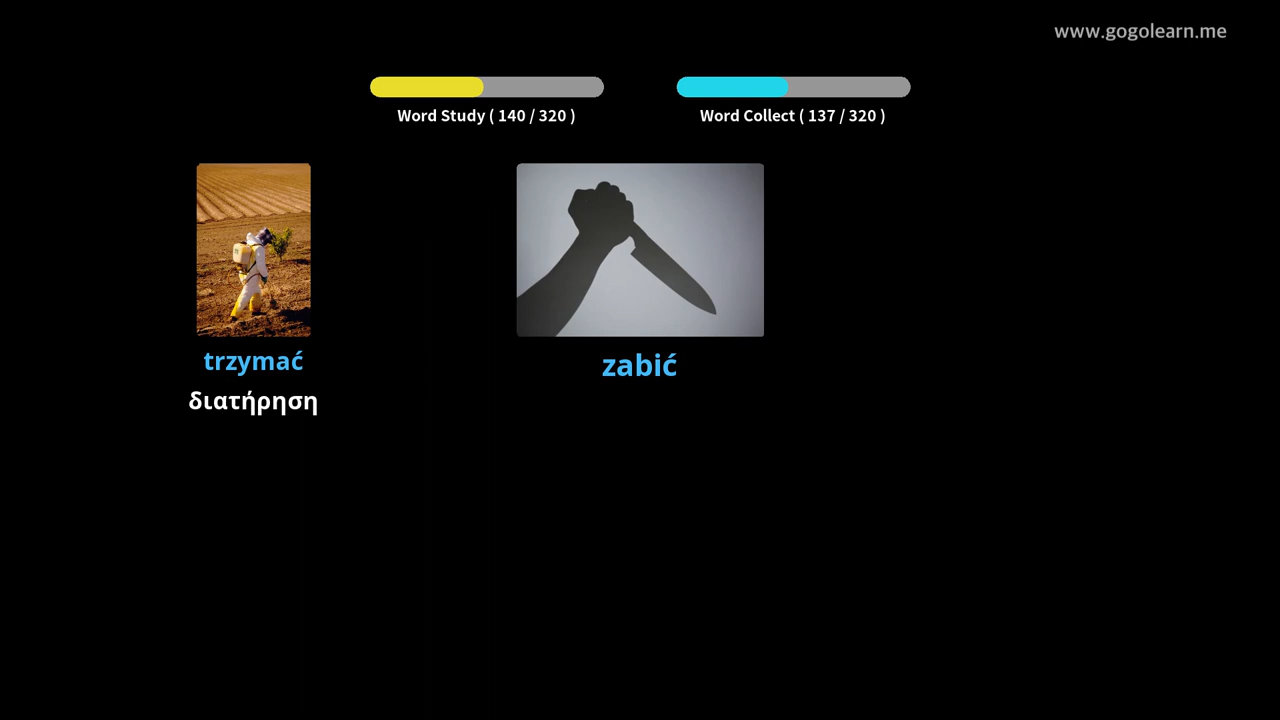 www.gogolearn.me
Word Study ( 140 / 320 )
Word Collect ( 137 / 320 )
trzymać
διατήρηση
zabić